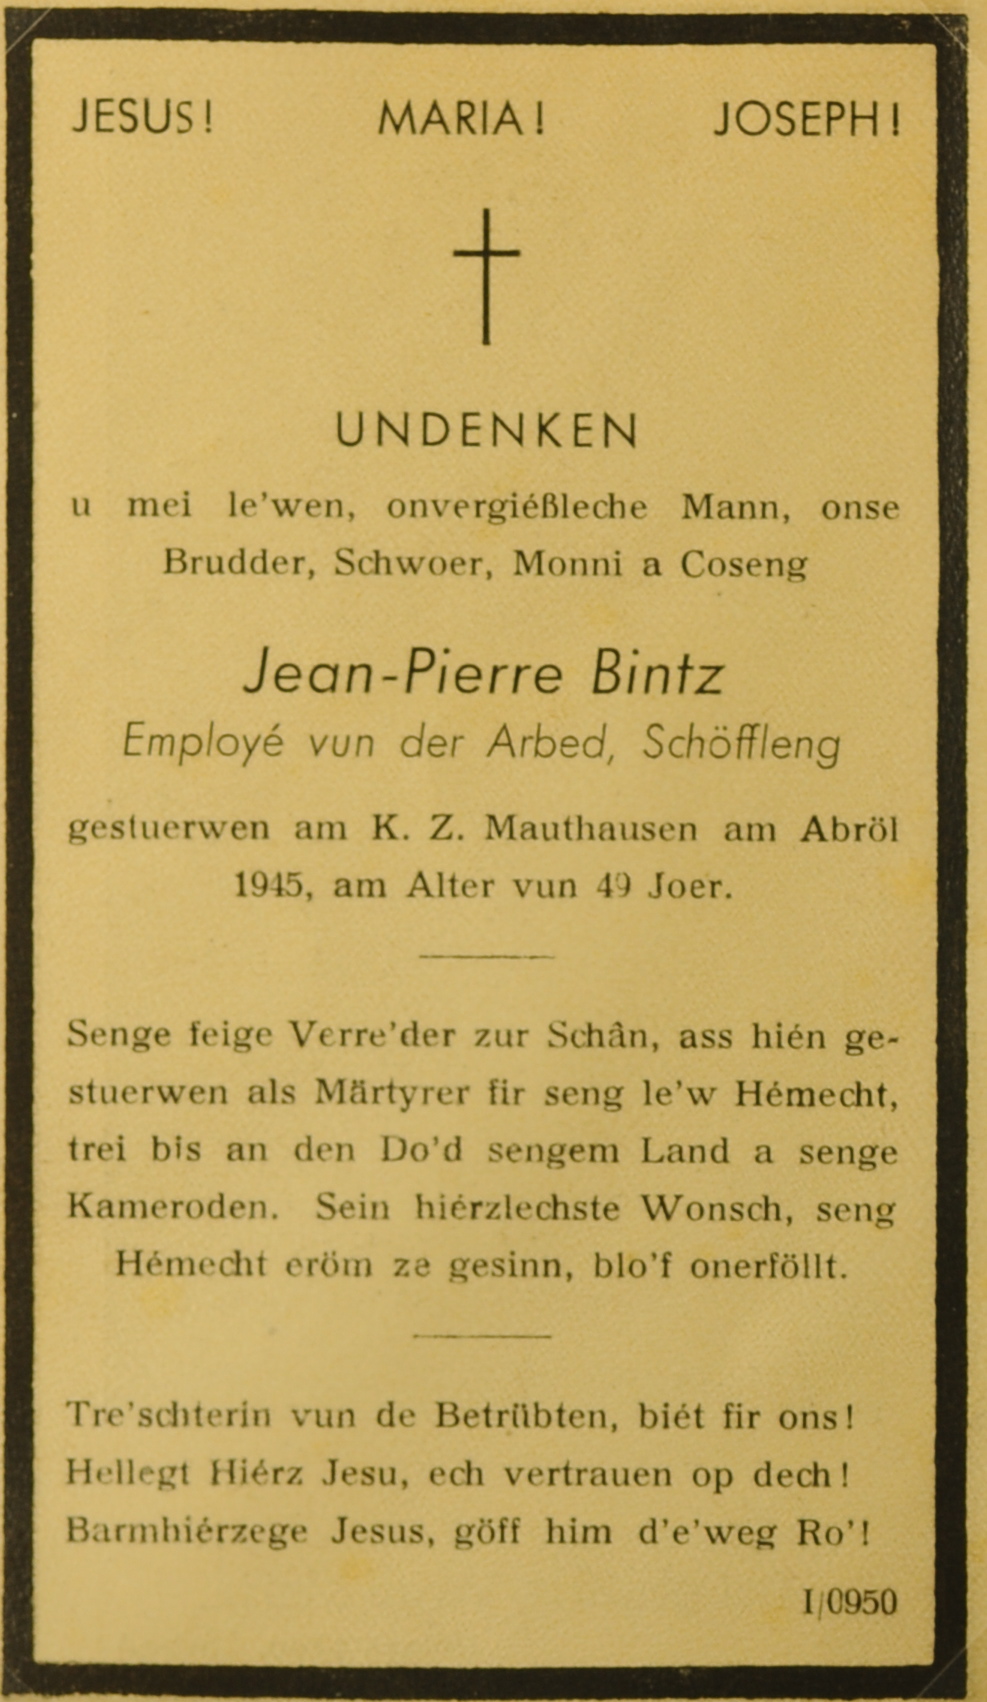 JESUS! MARIA! JOSEPH!
UNDENKEN
u mei le'wen, onvergiéßleche Mann, onse
Brudder, Schwoer, Monni a Coseng
Jean-Pierre Bintz
Employé vun der Arbed, Schöffleng
gestuerwen am K. Z. Mauthausen am Abröl
1945, am Alter vun 49 Joer.
Senge feige Verre'der zur Schân, ass hién ge-
stuerwen als Märtyrer fir seng le'w Hémecht,
trei bis an den Do'd sengem Land a senge
Kameroden. Sein hiérzlechste Wonsch, seng
Hémecht eröm ze gesinn, blo'f onerföllt.
Tre'schterin vun de Betrübten, biét fir ons!
Hellegt Hiérz Jesu, ech vertrauen op dech!
Barmhiérzege Jesus, göff him d'e'weg Ro'!
I/0950